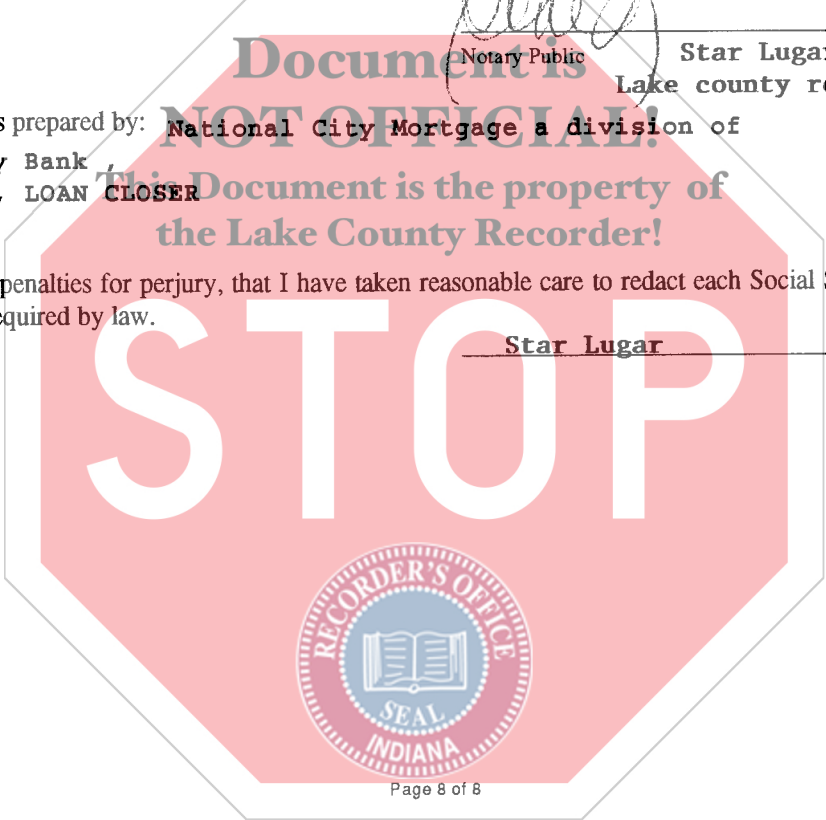 Document is
Notary Public Star Lugar
Lake county
s prepared by: National City Mortgage a division of
NOT OFFICIAL!
Bank ,
, LOAN CLOSER
This Document is the property of
the Lake County Recorder!
penalties for perjury, that I have taken reasonable care to redact each Social
equired by law.
Star Lugar
STOP
RECORDER'S OFFICE
SEAL
INDIANA
Page 8 of 8